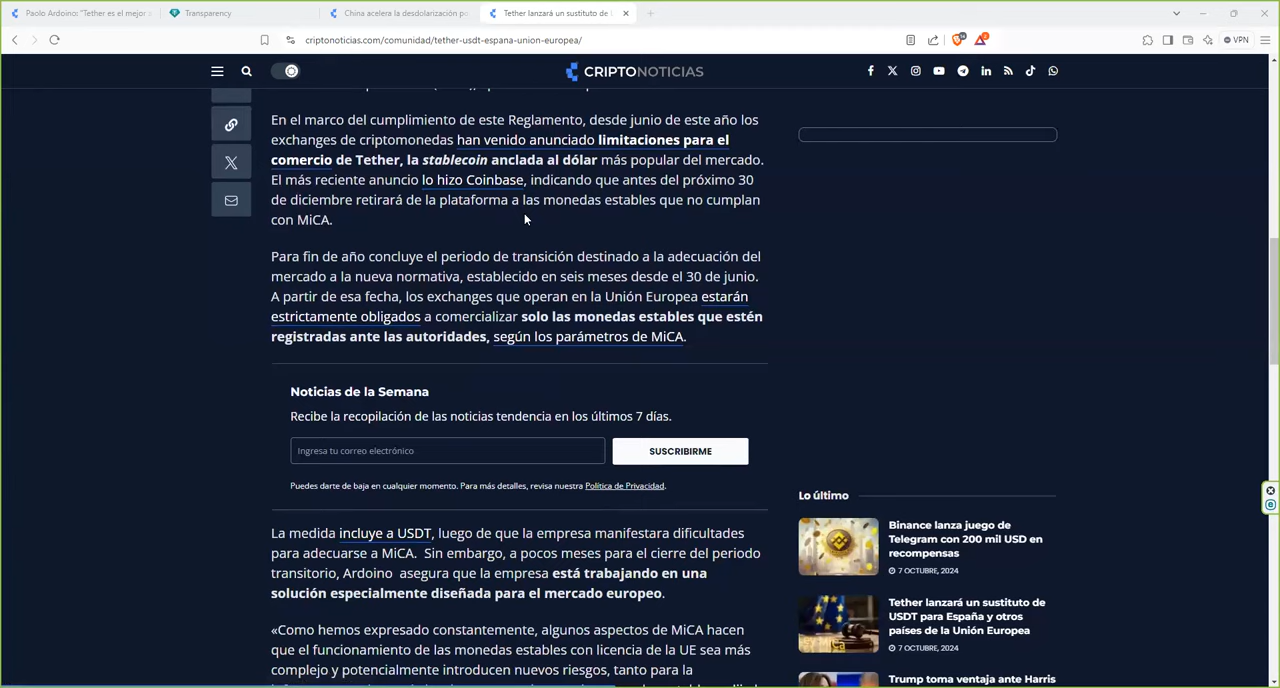 Paolo Ardoino: "Tether es el mejor
Transparency
China acelera la desdolarización po
Tether lanzará un sustituto de
criptonoticias.com/comunidad/tether-usdt-espana-union-europea/
VPN
CRIPTONOTICIAS
En el marco del cumplimiento de este Reglamento, desde junio de este año los
exchanges de criptomonedas han venido anunciado limitaciones para el
comercio de Tether, la stablecoin anclada al dólar más popular del mercado.
El más reciente anuncio lo hizo Coinbase, indicando que antes del próximo 30
de diciembre retirará de la plataforma a las monedas estables que no cumplan
con MiCA.
Para fin de año concluye el periodo de transición destinado a la adecuación del
mercado a la nueva normativa, establecido en seis meses desde el 30 de junio.
A partir de esa fecha, los exchanges que operan en la Unión Europea estarán
estrictamente obligados a comercializar solo las monedas estables que estén
registradas ante las autoridades, según los parámetros de MiCA.
Noticias de la Semana
Recibe la recopilación de las noticias tendencia en los últimos 7 días.
Ingresa tu correo electrónico
SUSCRIBIRME
Puedes darte de baja en cualquier momento. Para más detalles, revisa nuestra Política de Privacidad.
La medida incluye a USDT, luego de que la empresa manifestara dificultades
para adecuarse a MiCA. Sin embargo, a pocos meses para el cierre del periodo
transitorio, Ardoino asegura que la empresa está trabajando en una
solución especialmente diseñada para el mercado europeo.
«Como hemos expresado constantemente, algunos aspectos de MiCA hacen
que el funcionamiento de las monedas estables con licencia de la UE sea más
complejo y potencialmente introducen nuevos riesgos, tanto para la
Lo último
Binance lanza juego de
Telegram con 200 mil USD en
recompensas
7 OCTUBRE, 2024
Tether lanzará un sustituto de
USDT para España y otros
países de la Unión Europea
7 OCTUBRE, 2024
Trump toma ventaja ante Harris